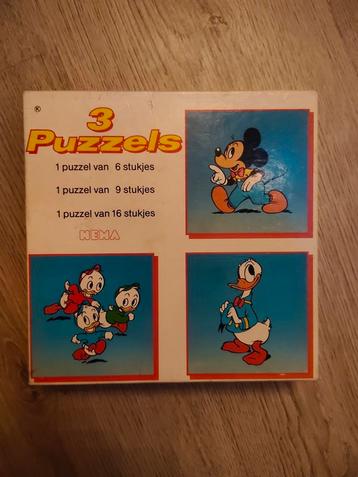 K
3
Puzzels
1 puzzel van 6 stukjes
1 puzzel van 9 stukjes
1 puzzel van 16 stukjes
HEMA